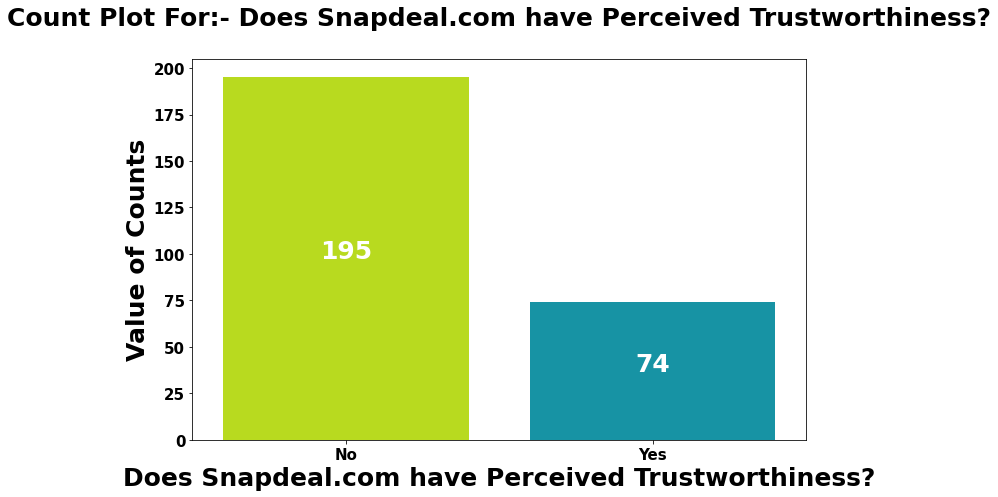 Count Plot For:- Does Snapdeal.com have Perceived Trustworthiness?
Value of Counts
200
175
150
125
100
75
50
25
0
195
74
No Yes
Does Snapdeal.com have Perceived Trustworthiness?